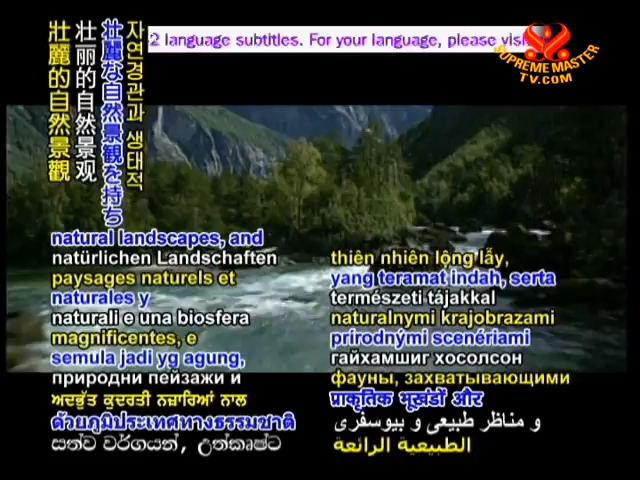 2 language subtitles. For your language, please visi
SUPREME MASTER
TV.COM
壯麗的自然景觀
壮丽的自然景观
壮麗な自然景観を持ち
자연경관과 생태적
natural landscapes, and
natürlichen Landschaften
paysages naturels et
naturales y
naturali e una biosfera
magnificentes, e
semula jadi yg agung,
природни пейзажи и
ਅਦਭੁੱਤ ਕੁਦਰਤੀ ਨਜ਼ਾਰਿਆਂ ਨਾਲ
ด้วยภูมิประเทศทางธรรมชาติ
සත්ව වර්ගයන්, උත්කෘෂ්ට
thiên nhiên lộng lẫy,
yang teramat indah, serta
természeti tájakkal
naturalnymi krajobrazami
prírodnými scenériami
гайхамшиг хосолсон
фауны, захватывающими
प्राकृतिक भूखंडों और
و مناظر طبیعی و بیوسفری
الطبيعية الرائعة